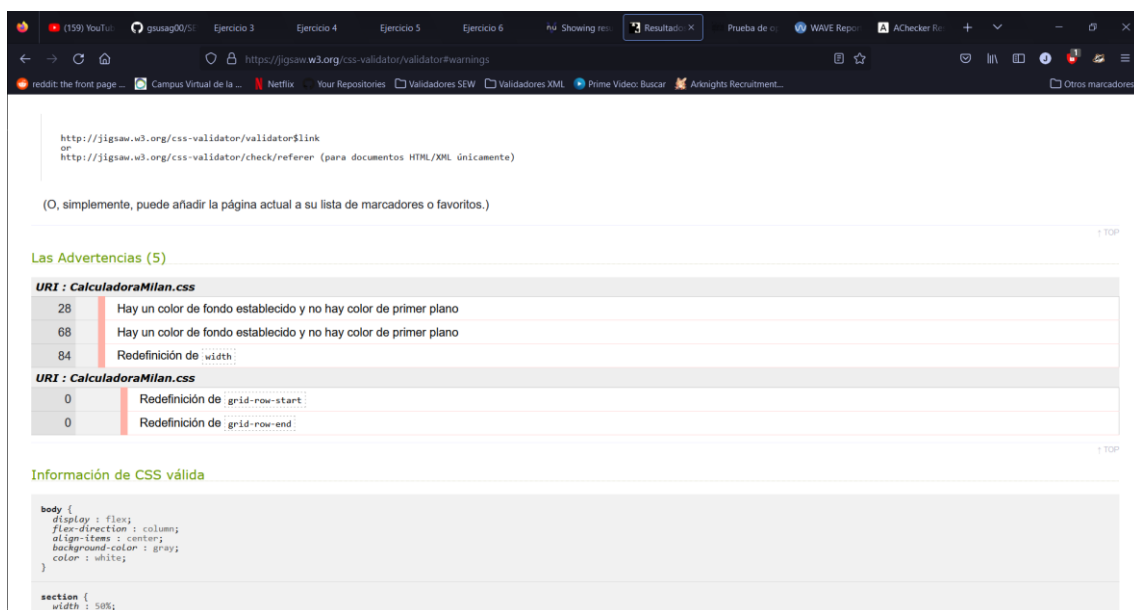 (159) YouTub
gsusag00/SE
Ejercicio 3
Ejercicio 4
Ejercicio 5
Ejercicio 6
Showing resu
Resultado
Prueba de
WAVE Repor
AChecker Re
https://jigsaw.w3.org/css-validator/validator#warnings
reddit: the front page ...
Campus Virtual de la ...
Netflix
Your Repositories
Validadores SEW
Validadores XML
Prime Video: Buscar
Arknights Recruitment...
Otros marcadores
http://jigsaw.w3.org/css-validator/validator$link
or
http://jigsaw.w3.org/css-validator/check/referer (para documentos HTML/XML únicamente)
(O, simplemente, puede añadir la página actual a su lista de marcadores o favoritos.)
↑ TOP
Las Advertencias (5)
URI : CalculadoraMilan.css
28 Hay un color de fondo establecido y no hay color de primer plano
68 Hay un color de fondo establecido y no hay color de primer plano
84 Redefinición de width
URI : CalculadoraMilan.css
0 Redefinición de grid-row-start
0 Redefinición de grid-row-end
↑ TOP
Información de CSS válida
body {
display : flex;
flex-direction : column;
align-items : center;
background-color : gray;
color : white;
}
section {
width : 50%;